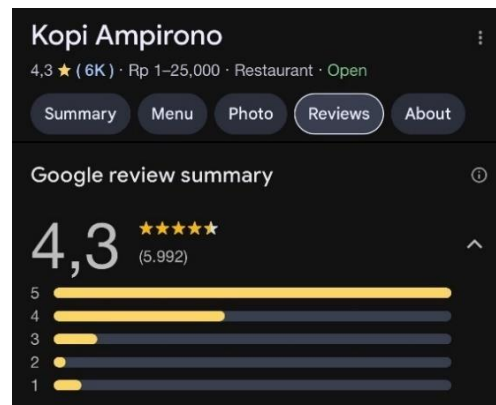 Kopi Ampirono
4,3 ★ ( 6K ) · Rp 1–25,000 · Restaurant · Open
Summary Menu Photo Reviews About
Google review summary
4,3
(5.992)
5
4
3
2
1